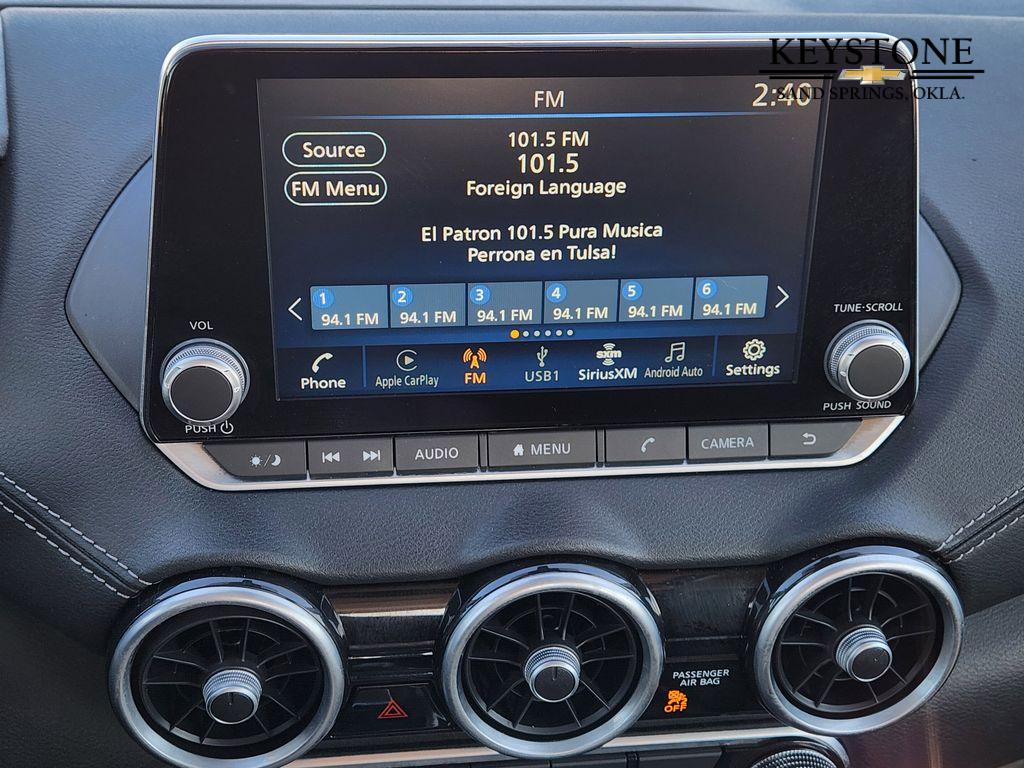 KEYSTONE
SAND SPRINGS, OKLA.
FM 2:40
101.5 FM
Source
101.5
FM Menu
Foreign Language
El Patron 101.5 Pura Musica
Perrona en Tulsa!
1 2 3 4 5 6
94.1 FM 94.1 FM 94.1 FM 94.1 FM 94.1 FM 94.1 FM
VOL
TUNE·SCROLL
Phone Apple CarPlay FM USB1 sxm SiriusXM Android Auto Settings
PUSH
PUSH SOUND
AUDIO MENU CAMERA
PASSENGER
AIR BAG
OFF